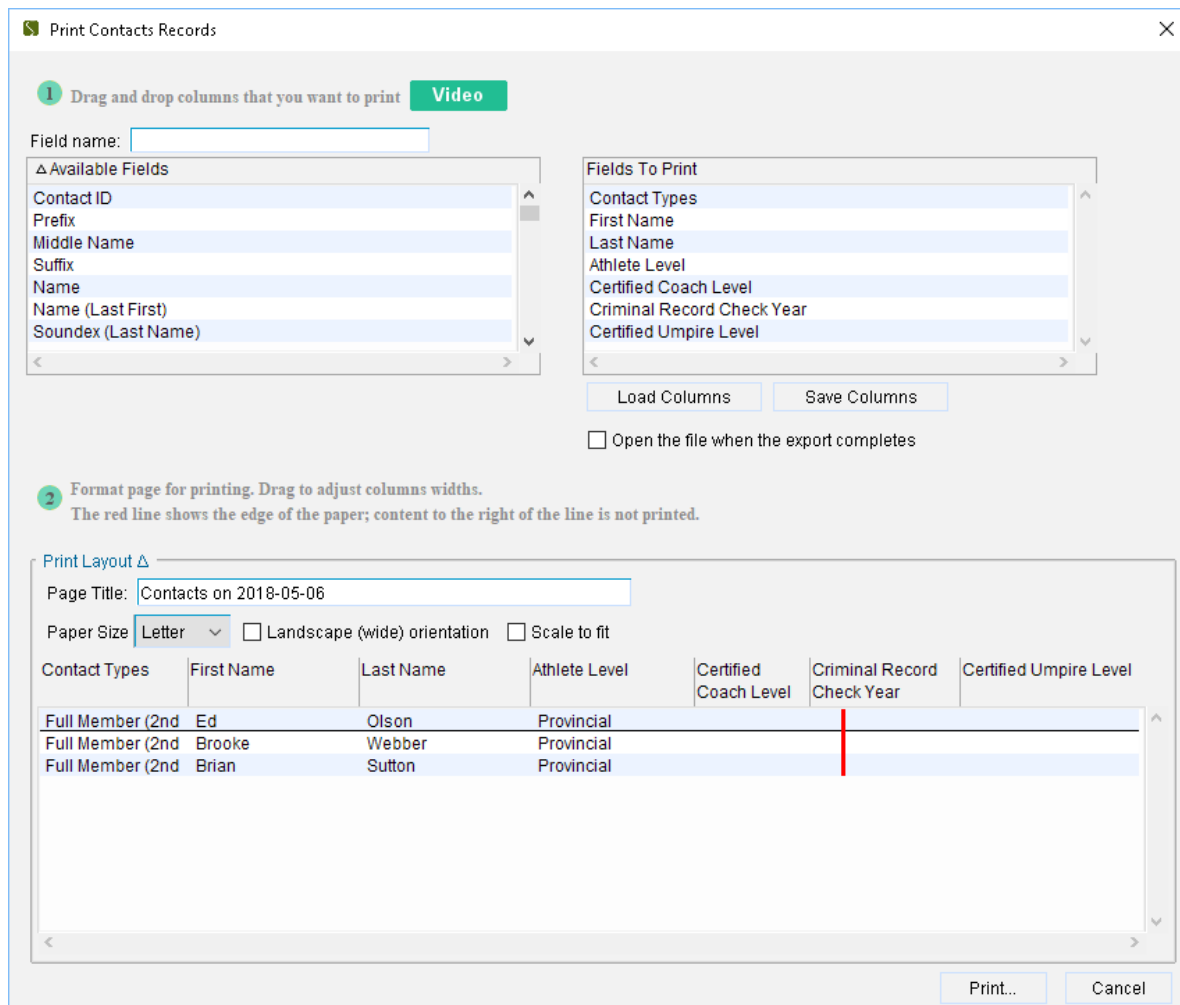 Print Contacts Records
1 Drag and drop columns that you want to print Video
Field name:
Available Fields
Contact ID
Prefix
Middle Name
Suffix
Name
Name (Last First)
Soundex (Last Name)
Fields To Print
Contact Types
First Name
Last Name
Athlete Level
Certified Coach Level
Criminal Record Check Year
Certified Umpire Level
Load Columns Save Columns
Open the file when the export completes
2 Format page for printing. Drag to adjust columns widths.
The red line shows the edge of the paper; content to the right of the line is not printed.
Print Layout
Page Title: Contacts on 2018-05-06
Paper Size Letter Landscape (wide) orientation Scale to fit
Contact Types First Name Last Name Athlete Level Certified Coach Level Criminal Record Check Year Certified Umpire Level
Full Member (2nd Ed Olson Provincial
Full Member (2nd Brooke Webber Provincial
Full Member (2nd Brian Sutton Provincial
Print... Cancel